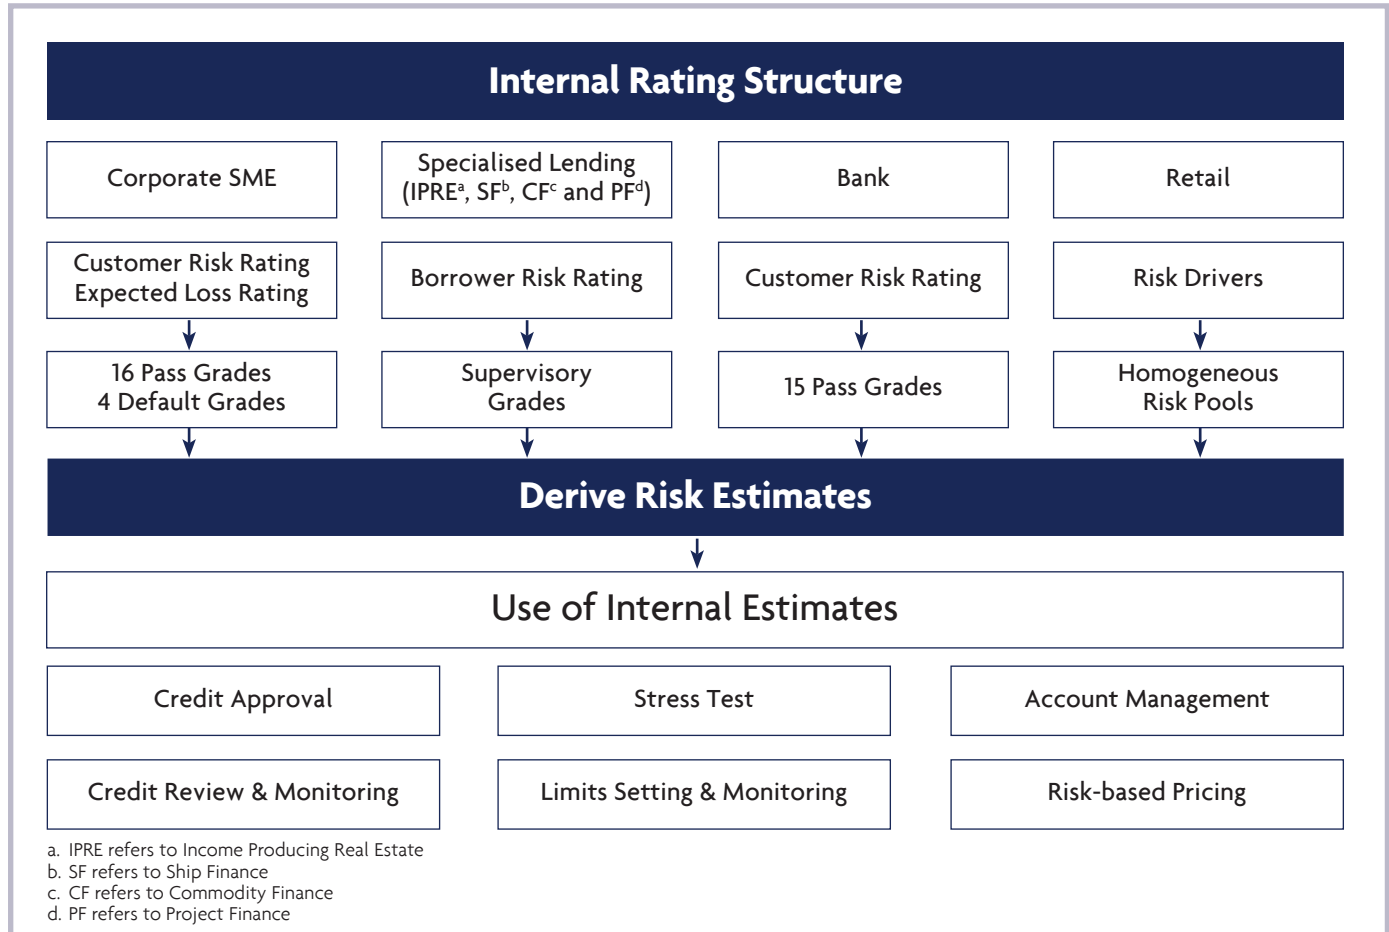 Internal Rating Structure
Corporate SME
Specialised Lending
(IPREᵃ, SFᵇ, CFᶜ and PFᵈ)
Bank
Retail
Customer Risk Rating
Expected Loss Rating
Borrower Risk Rating
Customer Risk Rating
Risk Drivers
16 Pass Grades
4 Default Grades
Supervisory
Grades
15 Pass Grades
Homogeneous
Risk Pools
Derive Risk Estimates
Use of Internal Estimates
Credit Approval
Stress Test
Account Management
Credit Review & Monitoring
Limits Setting & Monitoring
Risk-based Pricing
a. IPRE refers to Income Producing Real Estate
b. SF refers to Ship Finance
c. CF refers to Commodity Finance
d. PF refers to Project Finance